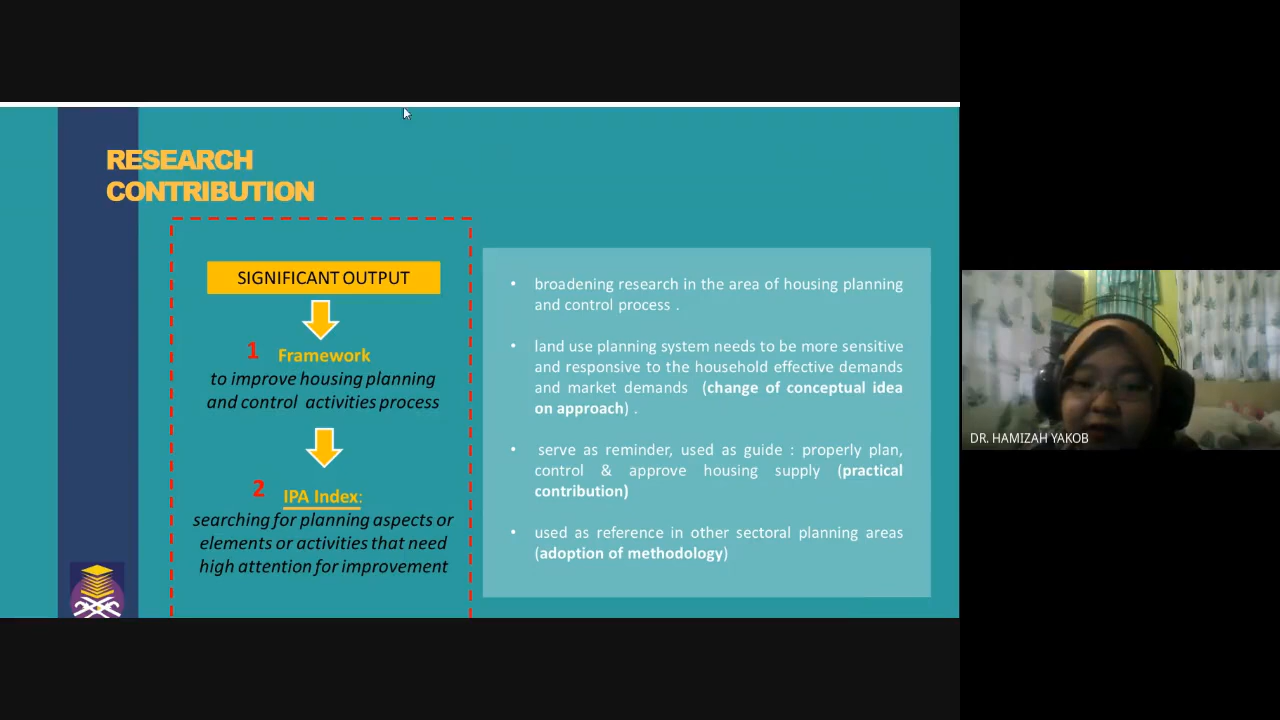 RESEARCH
CONTRIBUTION
SIGNIFICANT OUTPUT
1 Framework
to improve housing planning
and control activities process
2 IPA Index:
searching for planning aspects or
elements or activities that need
high attention for improvement
• broadening research in the area of housing planning
and control process .
• land use planning system needs to be more sensitive
and responsive to the household effective demands
and market demands (change of conceptual idea
on approach) .
• serve as reminder, used as guide : properly plan,
control & approve housing supply (practical
contribution)
• used as reference in other sectoral planning areas
(adoption of methodology)
DR. HAMIZAH YAKOB